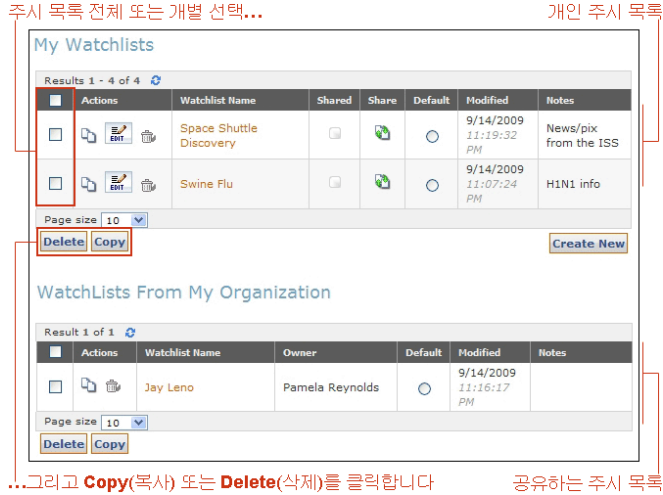 주시 목록 전체 또는 개별 선택...
개인 주시 목록
My Watchlists
Results 1 - 4 of 4
Actions Watchlist Name Shared Share Default Modified Notes
EDIT Space Shuttle Discovery 9/14/2009 11:19:32 PM News/pix from the ISS
EDIT Swine Flu 9/14/2009 11:07:24 PM H1N1 info
Page size 10
Delete Copy Create New
WatchLists From My Organization
Result 1 of 1
Actions Watchlist Name Owner Default Modified Notes
Jay Leno Pamela Reynolds 9/14/2009 11:16:17 PM
Page size 10
Delete Copy
...그리고 Copy(복사) 또는 Delete(삭제)를 클릭합니다
공유하는 주시 목록